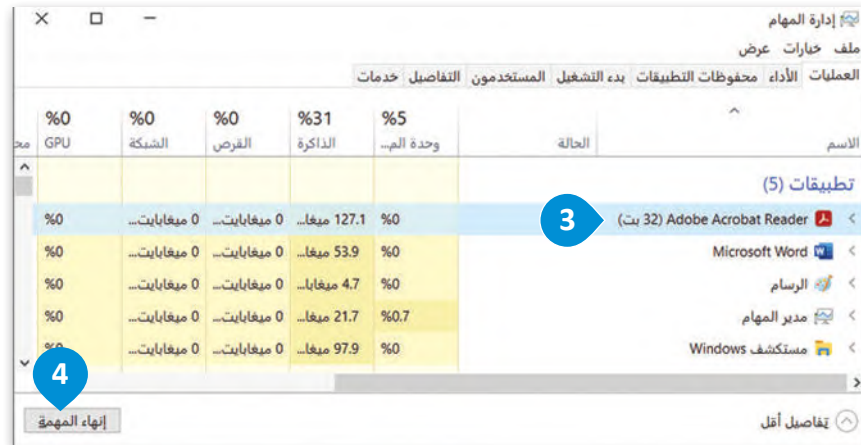 إدارة المهام
ملف خيارات عرض
العمليات الأداء محفوظات التطبيقات بدء التشغيل المستخدمون التفاصيل خدمات
%5 %31 %0 %0 %0
الاسم الحالة وحدة الم... الذاكرة القرص الشبكة GPU مح
تطبيقات (5)
Adobe Acrobat Reader (32 بت) 3 %0 127.1 ميغا... 0 ميغابايت... 0 ميغابايت... %0
Microsoft Word %0 53.9 ميغا... 0 ميغابايت... 0 ميغابايت... %0
الرسام %0 4.7 ميغابا... 0 ميغابايت... 0 ميغابايت... %0
مدير المهام %0.7 21.7 ميغا... 0 ميغابايت... 0 ميغابايت... %0
مستكشف Windows %0 97.9 ميغا... 0 ميغابايت... 0 ميغابايت... %0
4
تفاصيل أقل إنهاء المهمة